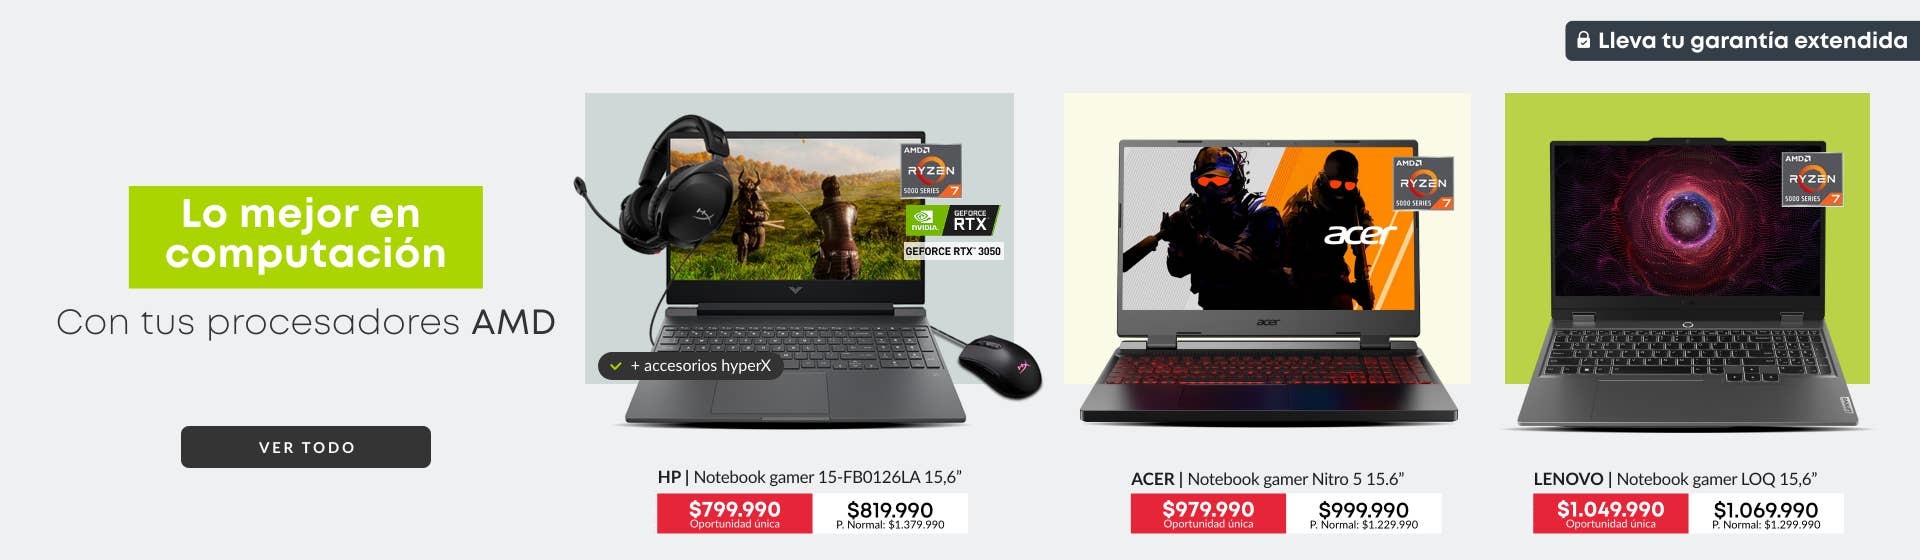 Lleva tu garantía extendida
Lo mejor en
computación
Con tus procesadores AMD
VER TODO
AMD
RYZEN
5000 SERIES 7
NVIDIA.
GEFORCE
RTX
GEFORCE RTX™ 3050
+ accesorios hyperX
HP | Notebook gamer 15-FB0126LA 15,6”
$799.990
Oportunidad única
$819.990
P. Normal: $1.379.990
AMD
RYZEN
5000 SERIES 7
acer
acer
ACER | Notebook gamer Nitro 5 15.6”
$979.990
Oportunidad única
$999.990
P. Normal: $1.229.990
AMD
RYZEN
5000 SERIES 7
LENOVO | Notebook gamer LOQ 15,6”
$1.049.990
Oportunidad única
$1.069.990
P. Normal: $1.299.990